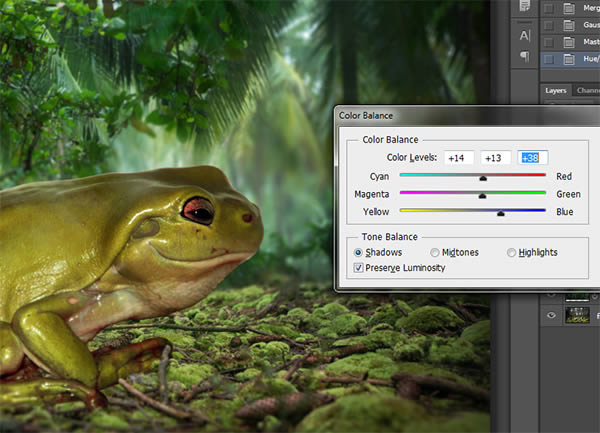 Merg
Gaus
Mast
Hue/
Layers Channe
Color Balance
Color Balance
Color Levels: +14 +13 +38
Cyan Red
Magenta Green
Yellow Blue
Tone Balance
Shadows Midtones Highlights
Preserve Luminosity